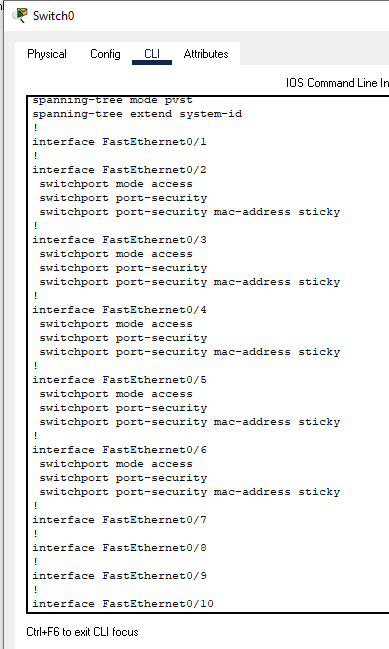 Switch0
Physical Config CLI Attributes
IOS Command Line In
spanning-tree mode pvst
spanning-tree extend system-id
!
interface FastEthernet0/1
!
interface FastEthernet0/2
 switchport mode access
 switchport port-security
 switchport port-security mac-address sticky
!
interface FastEthernet0/3
 switchport mode access
 switchport port-security
 switchport port-security mac-address sticky
!
interface FastEthernet0/4
 switchport mode access
 switchport port-security
 switchport port-security mac-address sticky
!
interface FastEthernet0/5
 switchport mode access
 switchport port-security
 switchport port-security mac-address sticky
!
interface FastEthernet0/6
 switchport mode access
 switchport port-security
 switchport port-security mac-address sticky
!
interface FastEthernet0/7
!
interface FastEthernet0/8
!
interface FastEthernet0/9
!
interface FastEthernet0/10
Ctrl+F6 to exit CLI focus